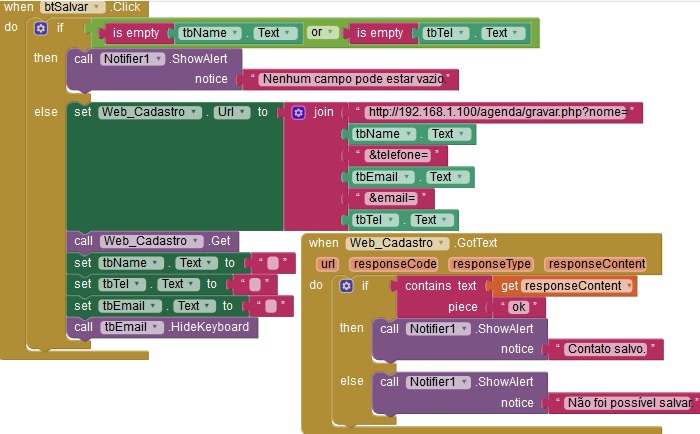 when btSalvar .Click
do if is empty tbName . Text or is empty tbTel . Text
then call Notifier1 .ShowAlert
notice " Nenhum campo pode estar vazio "
else set Web_Cadastro . Url to join " http://192.168.1.100/agenda/gravar.php?nome= "
tbName . Text
" &telefone= "
tbEmail . Text
" &email= "
tbTel . Text
call Web_Cadastro .Get
set tbName . Text to " "
set tbTel . Text to " "
set tbEmail . Text to " "
call tbEmail .HideKeyboard
when Web_Cadastro .GotText
url responseCode responseType responseContent
do if contains text get responseContent
piece " ok "
then call Notifier1 .ShowAlert
notice " Contato salvo. "
else call Notifier1 .ShowAlert
notice " Não foi possível salvar "